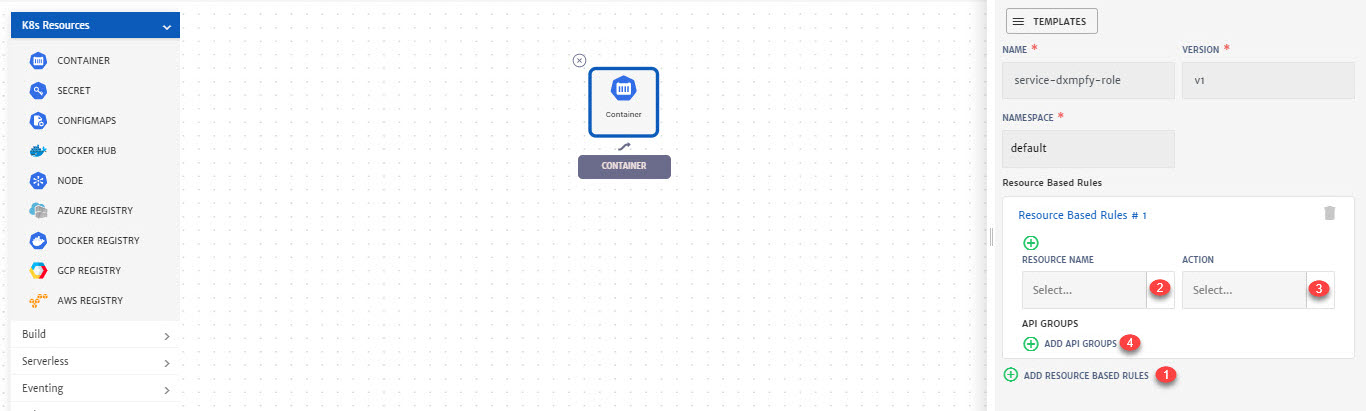 K8s Resources
CONTAINER
SECRET
CONFIGMAPS
DOCKER HUB
NODE
AZURE REGISTRY
DOCKER REGISTRY
GCP REGISTRY
AWS REGISTRY
Build
Serverless
Eventing
Container
CONTAINER
TEMPLATES
NAME *
VERSION *
service-dxmpfy-role
v1
NAMESPACE *
default
Resource Based Rules
Resource Based Rules # 1
RESOURCE NAME
ACTION
Select... 2
Select... 3
API GROUPS
ADD API GROUPS 4
ADD RESOURCE BASED RULES 1